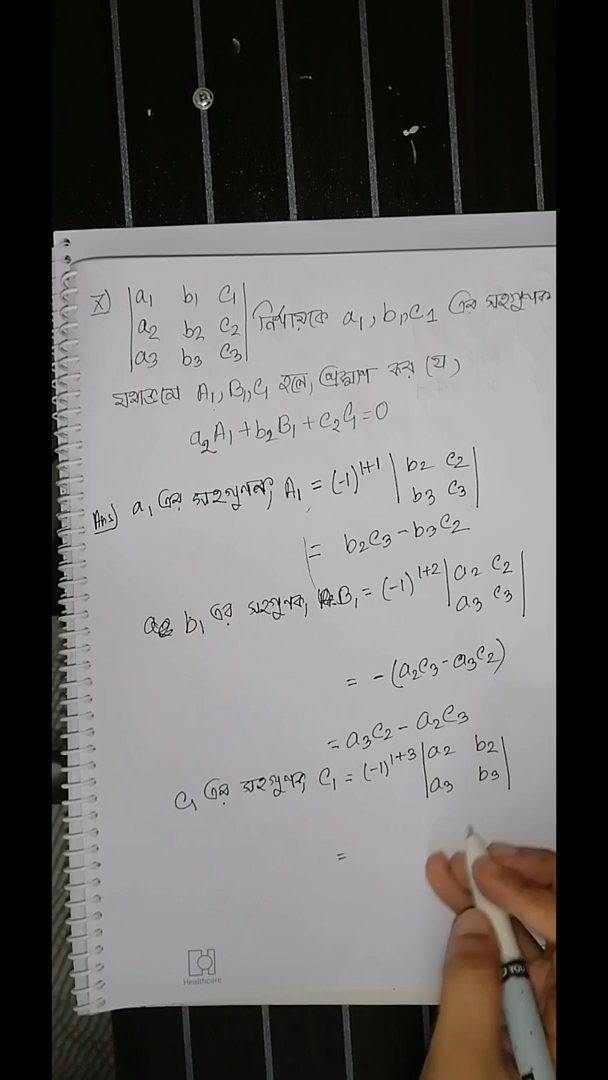 x) | a₁ b₁ c₁ |
| a₂ b₂ c₂ | নির্ণায়কে a₁, b₁, c₁ এর সহগুণক
| a₃ b₃ c₃ |
যথাক্রমে A₁, B₁, C₁ হলে, প্রমাণ কর যে,
a₂A₁ + b₂B₁ + c₂C₁ = 0
Ans) a₁ এর সহগুণক, A₁ = (-1)¹⁺¹ | b₂ c₂ |
| b₃ c₃ |
= b₂c₃ - b₃c₂
b₁ এর সহগুণক, B₁ = (-1)¹⁺² | a₂ c₂ |
| a₃ c₃ |
= - (a₂c₃ - a₃c₂)
= a₃c₂ - a₂c₃
c₁ এর সহগুণক, C₁ = (-1)¹⁺³ | a₂ b₂ |
| a₃ b₃ |
=
Healthcare